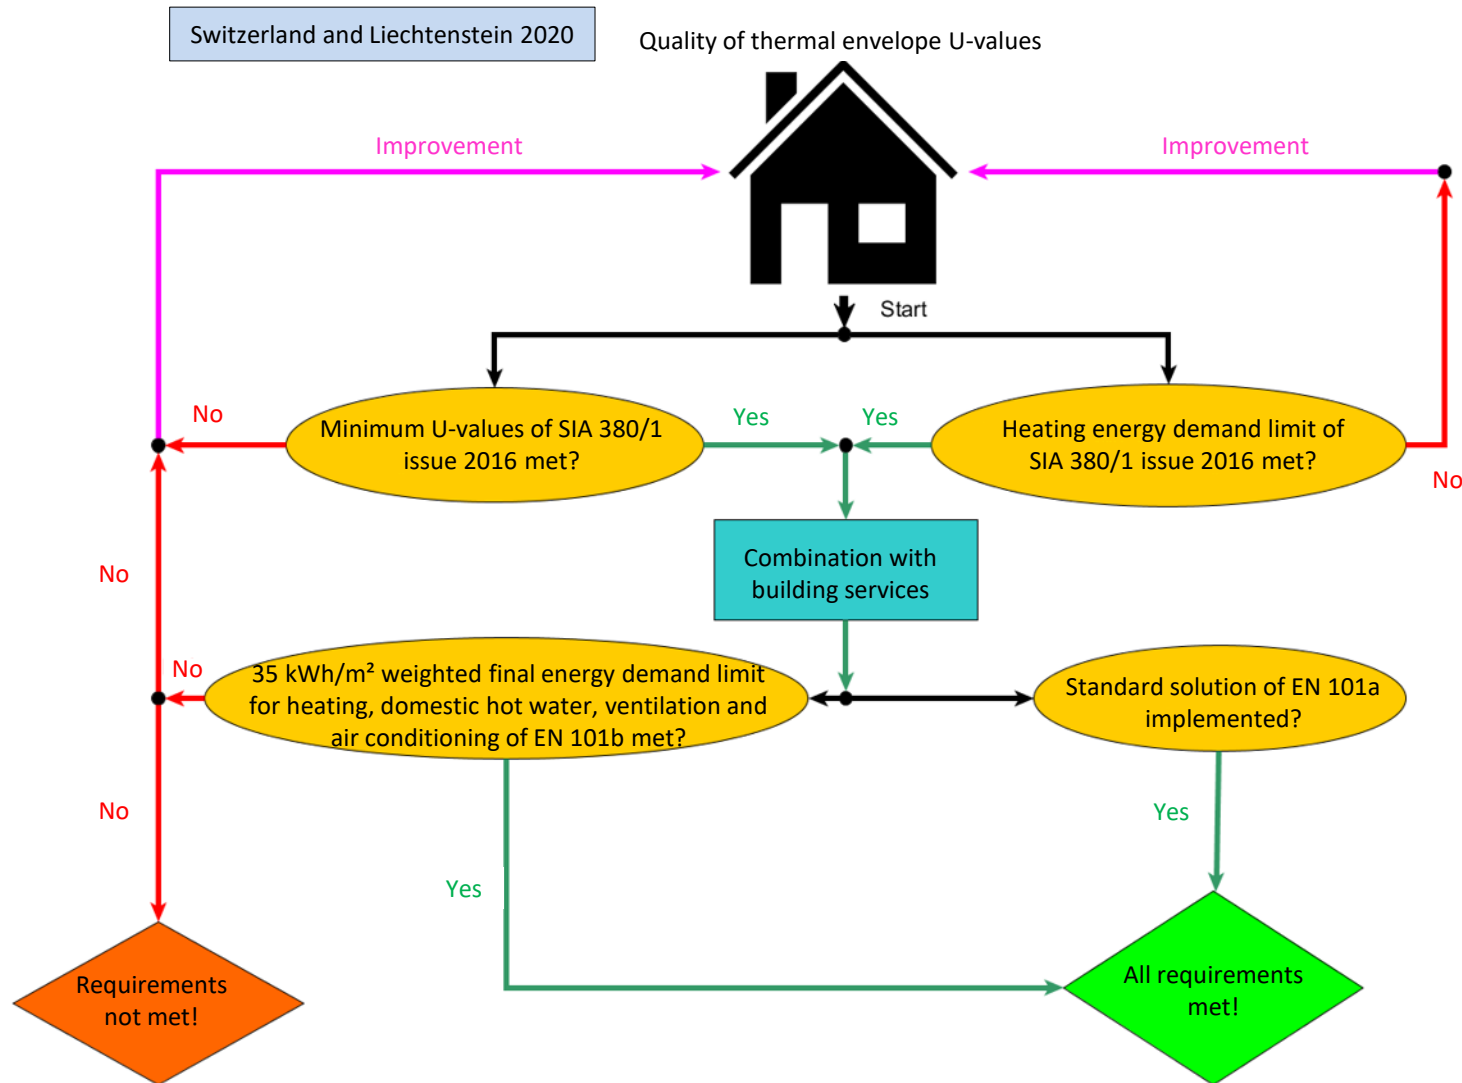 Switzerland and Liechtenstein 2020
Quality of thermal envelope U-values
Improvement
Improvement
Start
No
Minimum U-values of SIA 380/1
issue 2016 met?
Yes
Yes
Heating energy demand limit of
SIA 380/1 issue 2016 met?
No
Combination with
building services
No
No
35 kWh/m² weighted final energy demand limit
for heating, domestic hot water, ventilation and
air conditioning of EN 101b met?
Standard solution of EN 101a
implemented?
No
Yes
Yes
Requirements
not met!
All requirements
met!